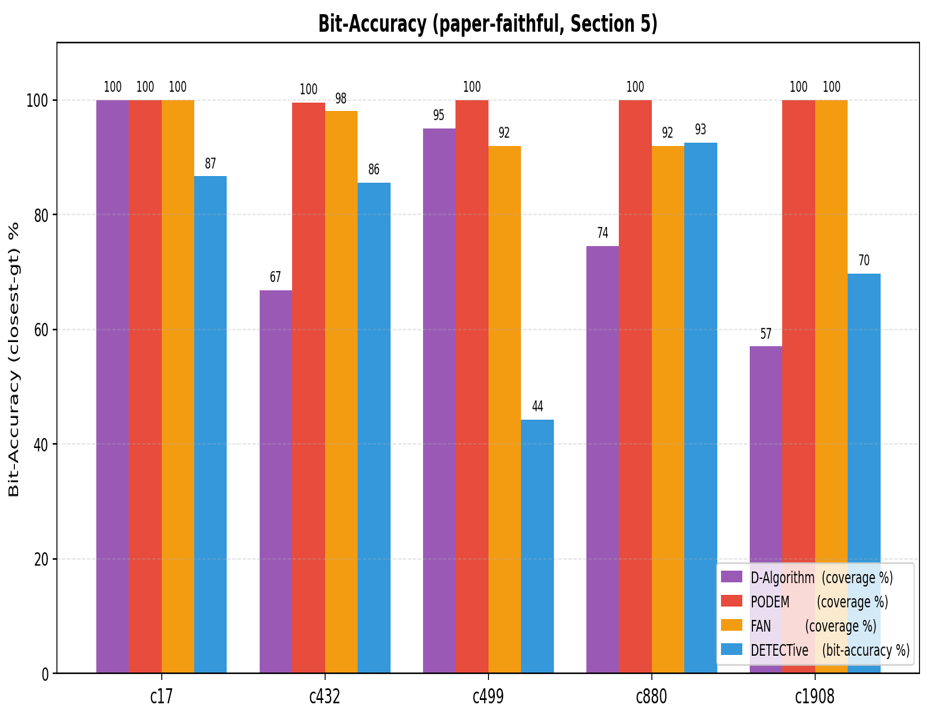 Bit-Accuracy (paper-faithful, Section 5)
Bit-Accuracy (closest-gt) %
100
80
60
40
20
0
100 100 100 87
67 100 98 86
95 100 92 44
74 100 92 93
57 100 100 70
D-Algorithm (coverage %)
PODEM (coverage %)
FAN (coverage %)
DETECTive (bit-accuracy %)
c17 c432 c499 c880 c1908